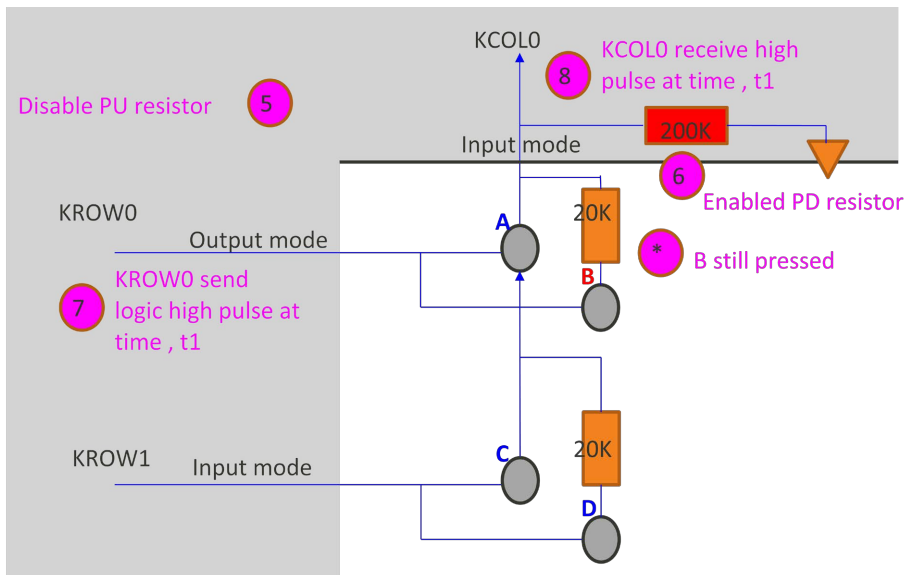 KCOL0
8
KCOL0 receive high
pulse at time , t1
Disable PU resistor
5
200K
Input mode
6
Enabled PD resistor
KROW0
A
20K
Output mode
*
B still pressed
B
7
KROW0 send
logic high pulse at
time , t1
KROW1
C
20K
Input mode
D